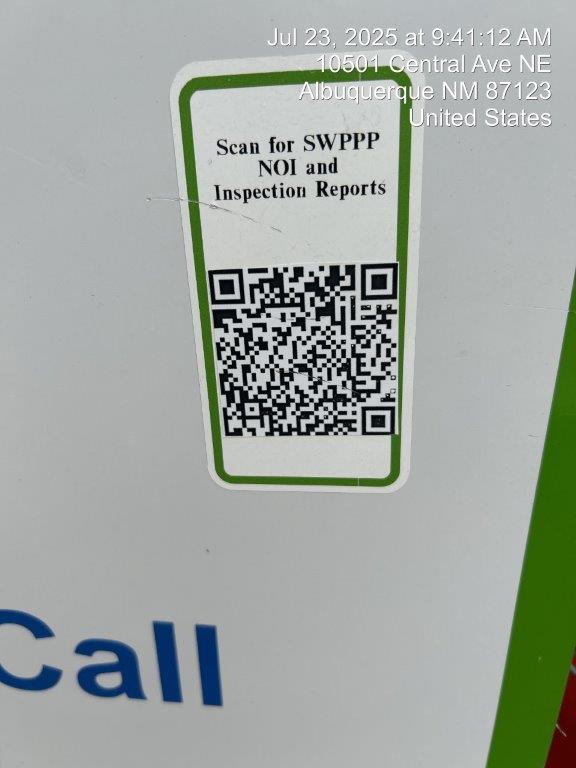 Jul 23, 2025 at 9:41:12 AM
10501 Central Ave NE
Albuquerque NM 87123
United States
Scan for SWPPP
NOI and
Inspection Reports
Call